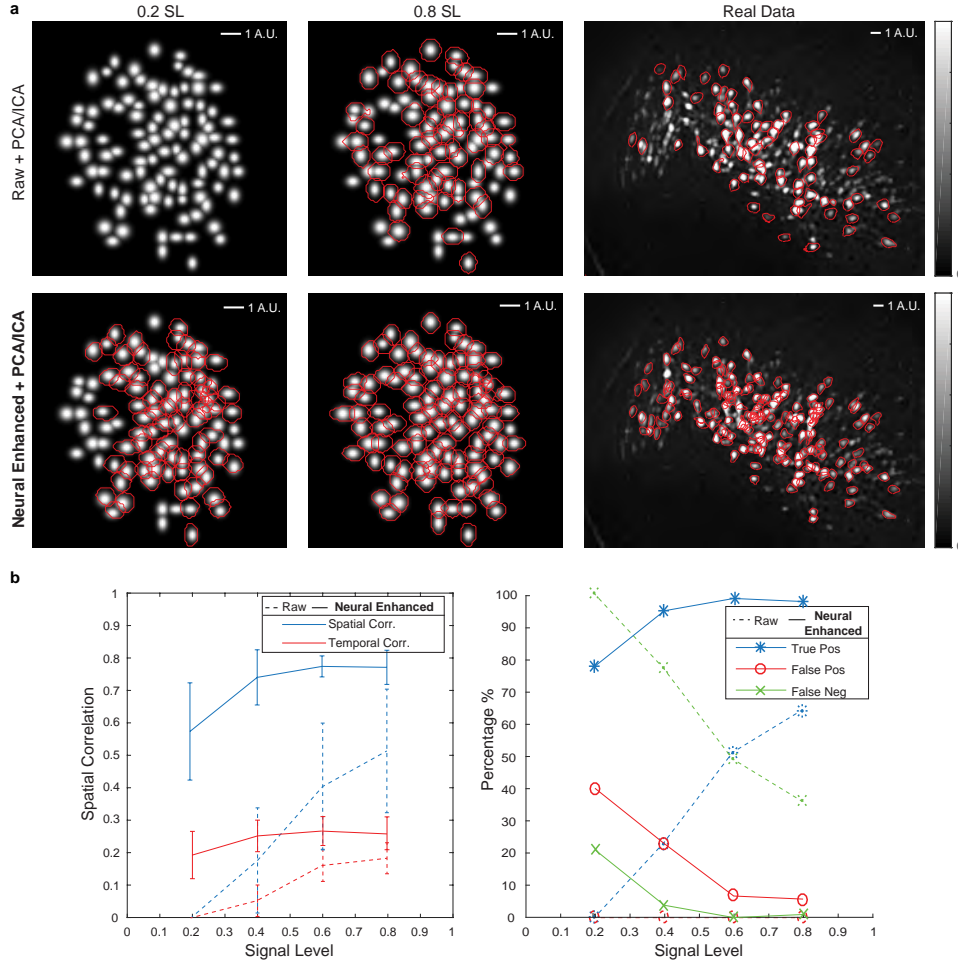 a
0.2 SL
0.8 SL
Real Data
Raw + PCA/ICA
1 A.U.
1 A.U.
1 A.U.
Neural Enhanced + PCA/ICA
1 A.U.
1 A.U.
1 A.U.
b
Spatial Correlation
1
0.9
0.8
0.7
0.6
0.5
0.4
0.3
0.2
0.1
0
Raw Neural Enhanced
Spatial Corr.
Temporal Corr.
0 0.1 0.2 0.3 0.4 0.5 0.6 0.7 0.8 0.9 1
Signal Level
Percentage %
100
90
80
70
60
50
40
30
20
10
0
Raw Neural
Enhanced
True Pos
False Pos
False Neg
0 0.1 0.2 0.3 0.4 0.5 0.6 0.7 0.8 0.9 1
Signal Level